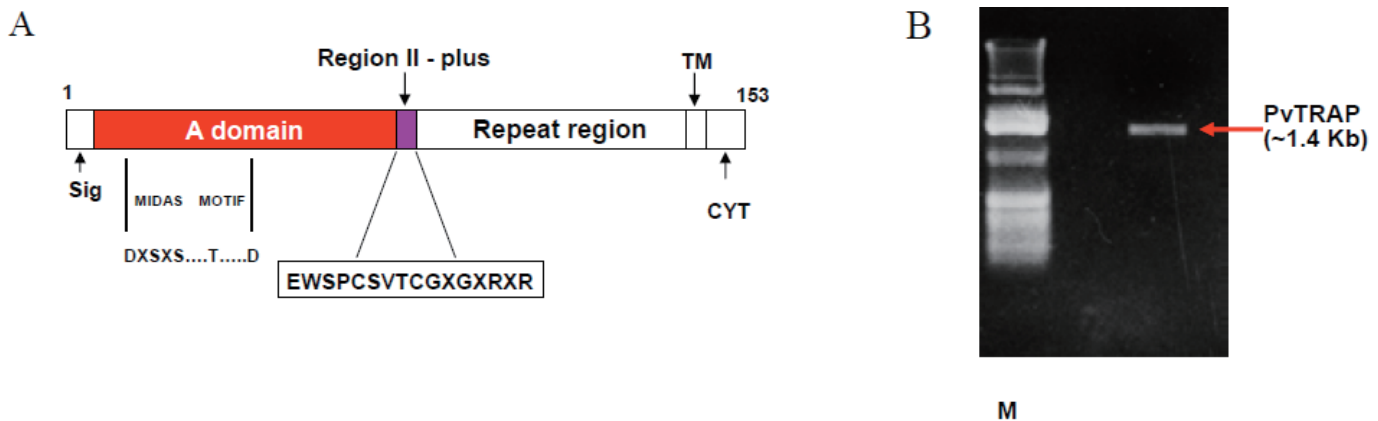 A
B
Region II - plus
TM
1
153
A domain
Repeat region
PvTRAP
(~1.4 Kb)
Sig
MIDAS MOTIF
CYT
DXSXS....T.....D
EWSPCSVTCGXGXRXR
M